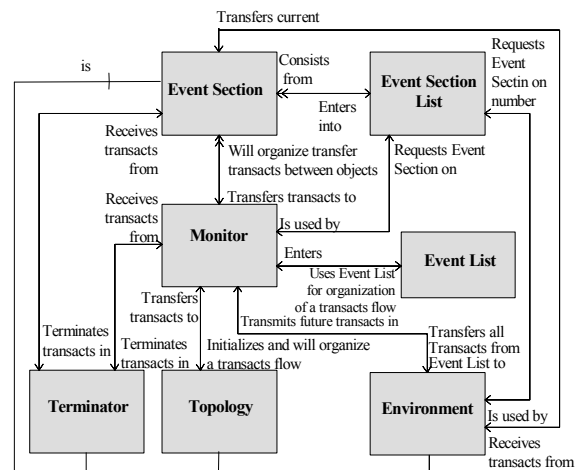 Transfers current
is
Event Section
Consists
from
Enters
into
Event Section
List
Requests
Event
Sectin on
number
Receives
transacts
from
Will organize transfer
transacts between objects
Requests Event
Section on
Receives
transacts
from
Transfers transacts to
Is used by
Monitor
Enters
Event List
Uses Event List
for organization
of a transacts flow
Transfers
transacts to
Transmits future transacts in
Terminates
transacts in
Terminates
transacts in
Initializes and will organize
a transacts flow
Transfers all
Transacts from
Event List to
Terminator
Topology
Environment
Is used by
Receives
transacts from